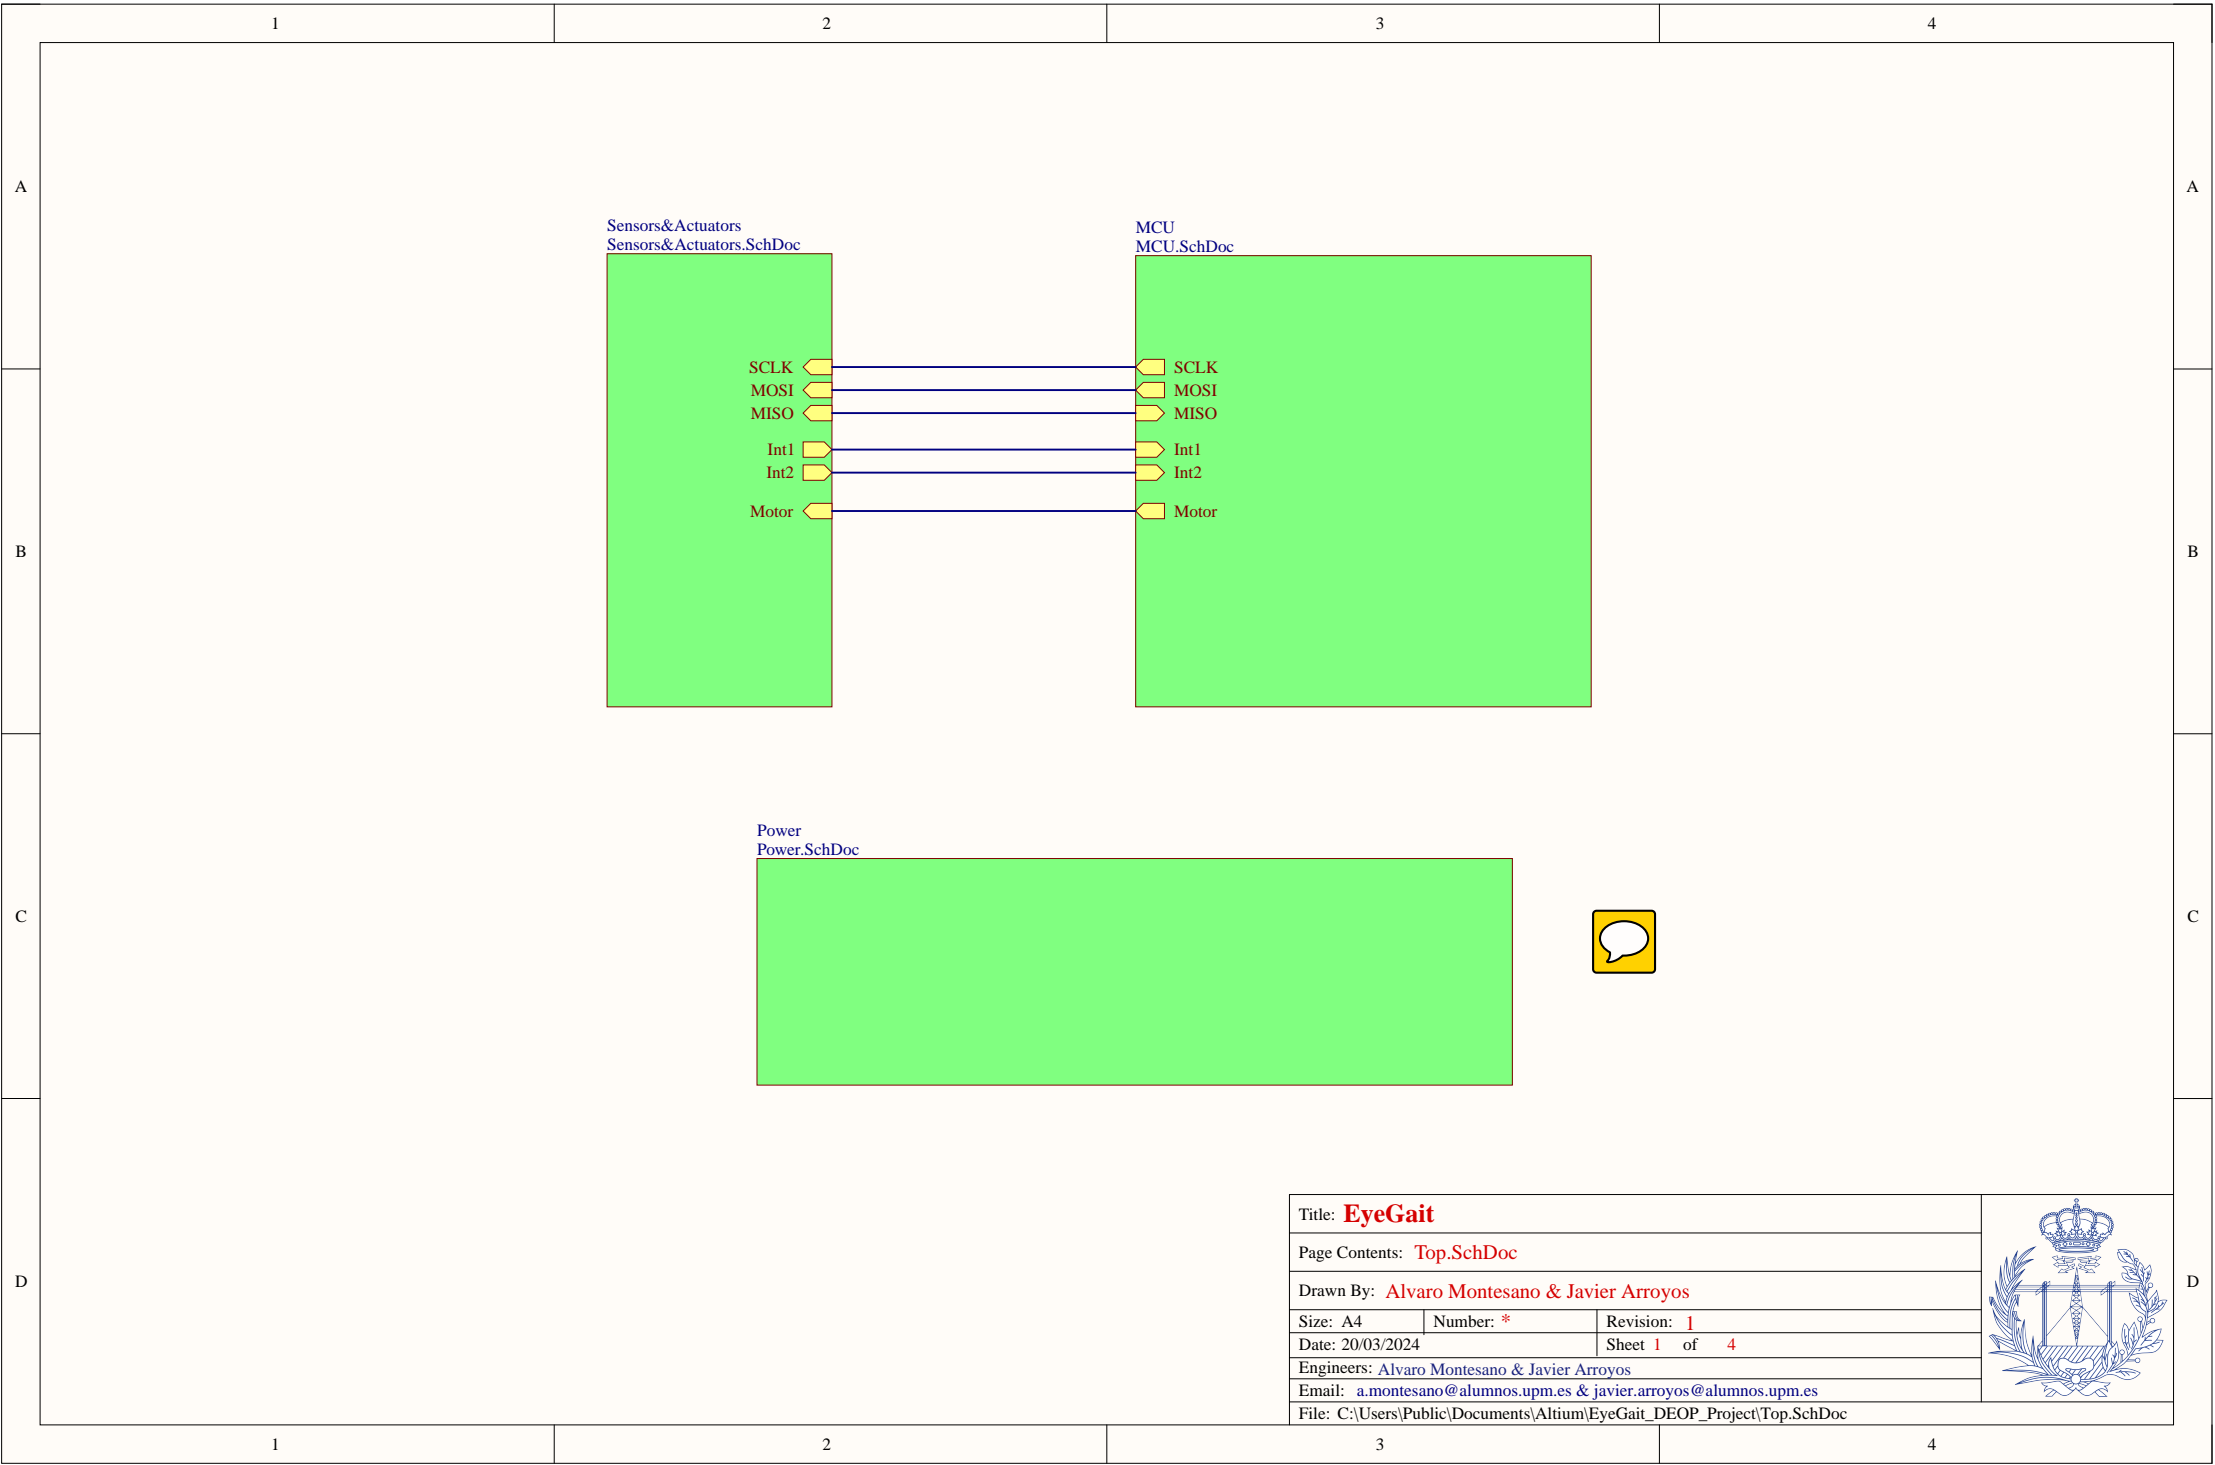 1 2 3 4
A A
Sensors&Actuators
Sensors&Actuators.SchDoc
MCU
MCU.SchDoc
SCLK SCLK
MOSI MOSI
MISO MISO
Int1 Int1
Int2 Int2
Motor Motor
B B
Power
Power.SchDoc
C C
D D
Title: EyeGait
Page Contents: Top.SchDoc
Drawn By: Alvaro Montesano & Javier Arroyos
Size: A4 Number: * Revision: 1
Date: 20/03/2024 Sheet 1 of 4
Engineers: Alvaro Montesano & Javier Arroyos
Email: a.montesano@alumnos.upm.es & javier.arroyos@alumnos.upm.es
File: C:\Users\Public\Documents\Altium\EyeGait_DEOP_Project\Top.SchDoc
1 2 3 4